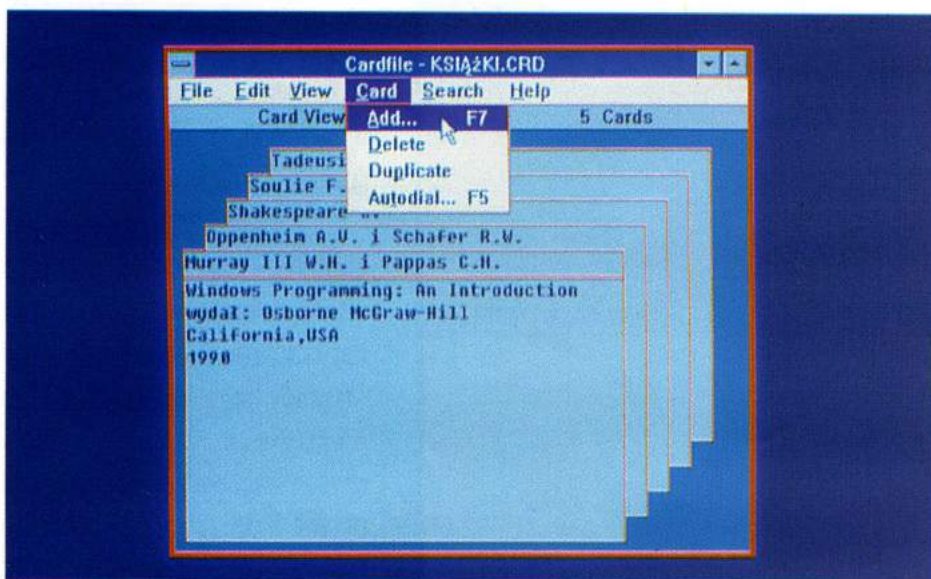 Cardfile - KSIĄżKI.CRD
File Edit View Card Search Help
Card View 5 Cards
Add... F7
Delete
Duplicate
Autodial... F5
Tadeusi
Soulie F.
Shakespeare
Oppenheim A.V. i Schafer R.W.
Murray III W.H. i Pappas C.H.
Windows Programming: An Introduction
wydał: Osborne McGraw-Hill
California,USA
1990